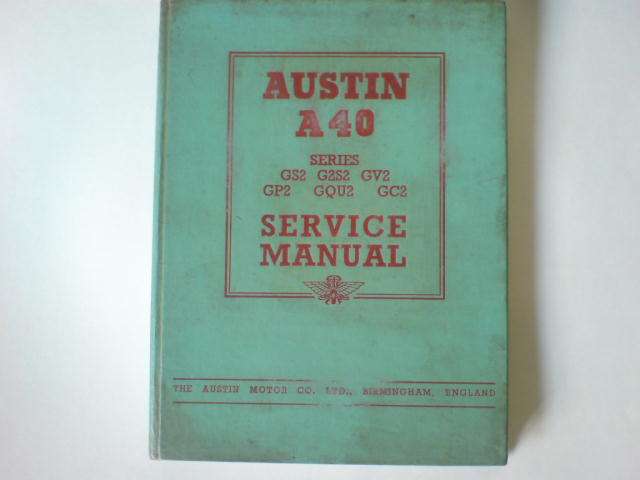 AUSTIN
A40
SERIES
GS2 G2S2 GV2
GP2 GQU2 GC2
SERVICE
MANUAL
THE AUSTIN MOTOR CO. LTD., BIRMINGHAM, ENGLAND